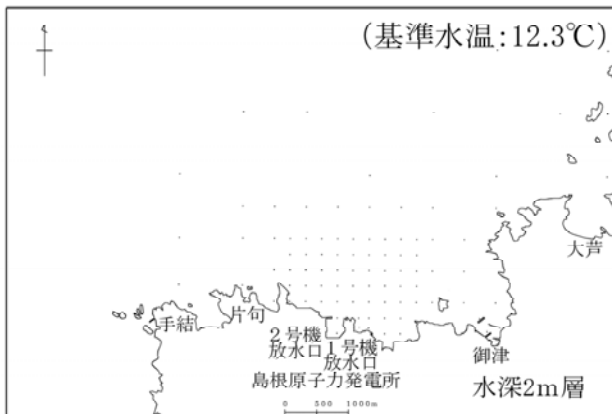 (基準水温:12.3℃)
大芦
手結
片句
2号機
放水口
1号機
放水口
御津
島根原子力発電所
水深2m層
0 500 1000m